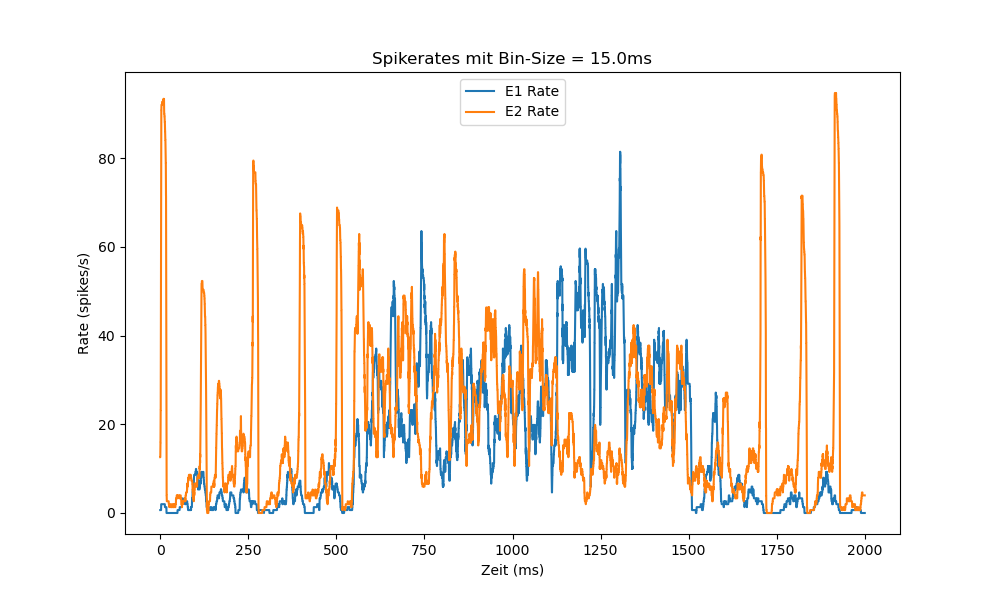 Spikerates mit Bin-Size = 15.0ms
E1 Rate
E2 Rate
Rate (spikes/s)
80
60
40
20
0
0 250 500 750 1000 1250 1500 1750 2000
Zeit (ms)